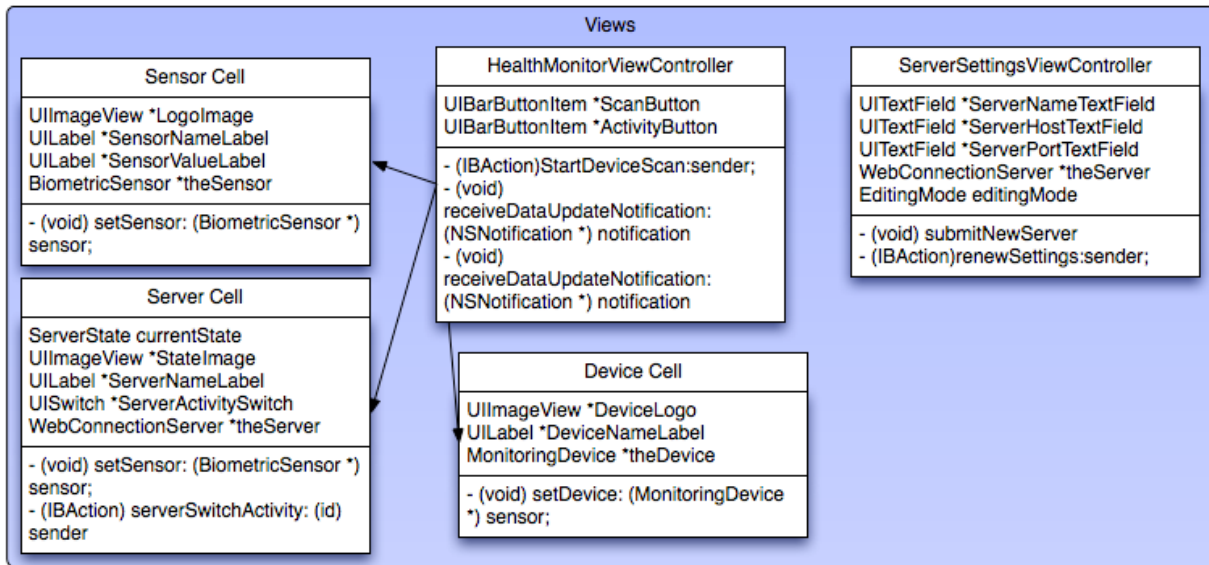 Views
Sensor Cell
UIImageView *LogoImage
UILabel *SensorNameLabel
UILabel *SensorValueLabel
BiometricSensor *theSensor
- (void) setSensor: (BiometricSensor *)
sensor;
Server Cell
ServerState currentState
UIImageView *StateImage
UILabel *ServerNameLabel
UISwitch *ServerActivitySwitch
WebConnectionServer *theServer
- (void) setSensor: (BiometricSensor *)
sensor;
- (IBAction) serverSwitchActivity: (id)
sender
HealthMonitorViewController
UIBarButtonItem *ScanButton
UIBarButtonItem *ActivityButton
- (IBAction)StartDeviceScan:sender;
- (void)
receiveDataUpdateNotification:
(NSNotification *) notification
- (void)
receiveDataUpdateNotification:
(NSNotification *) notification
Device Cell
UIImageView *DeviceLogo
UILabel *DeviceNameLabel
MonitoringDevice *theDevice
- (void) setDevice: (MonitoringDevice
*) sensor;
ServerSettingsViewController
UITextField *ServerNameTextField
UITextField *ServerHostTextField
UITextField *ServerPortTextField
WebConnectionServer *theServer
EditingMode editingMode
- (void) submitNewServer
- (IBAction)renewSettings:sender;